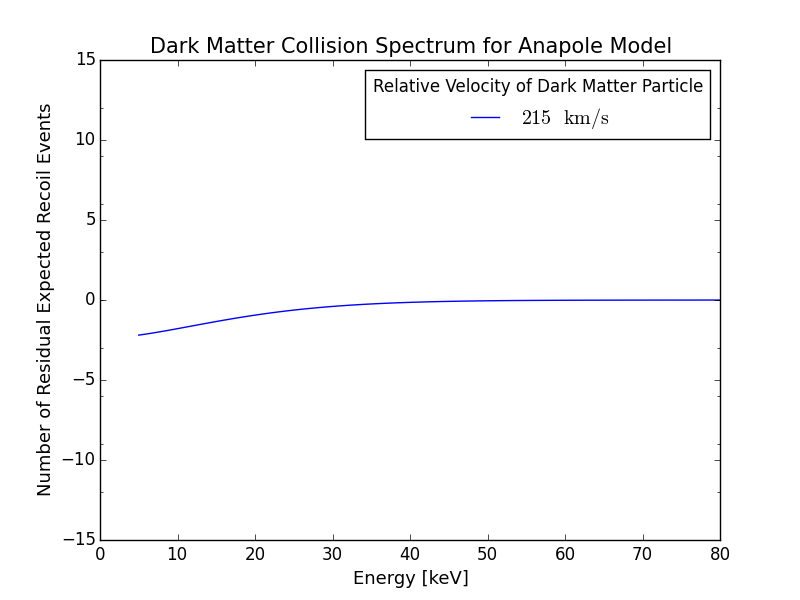 Dark Matter Collision Spectrum for Anapole Model
Relative Velocity of Dark Matter Particle
215 km/s
Number of Residual Expected Recoil Events
15
10
5
0
−5
−10
−15
0 10 20 30 40 50 60 70 80
Energy [keV]